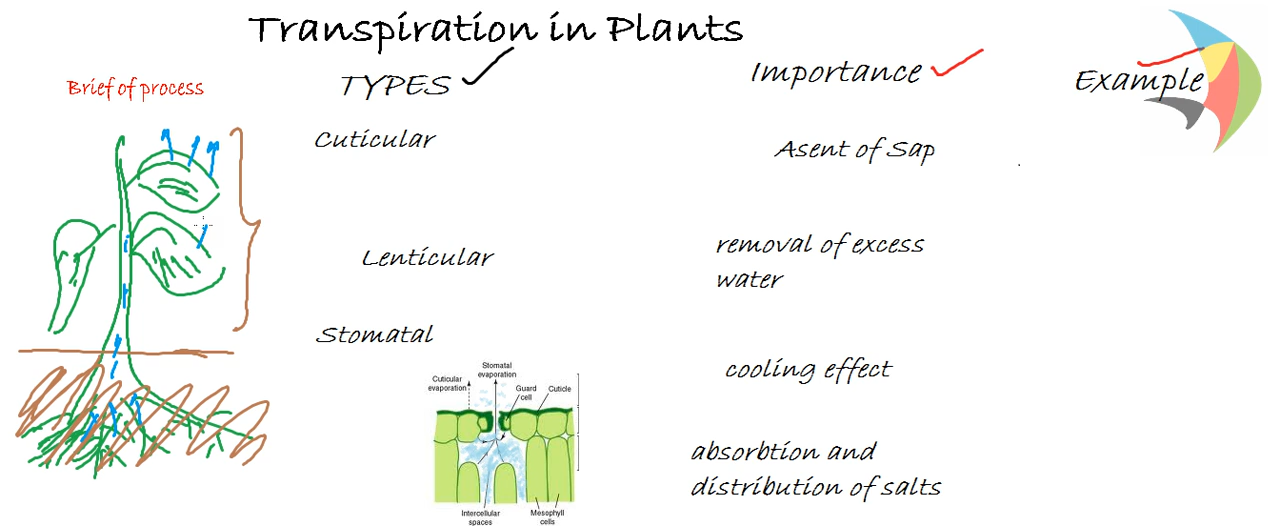 Transpiration in Plants
Brief of process
TYPES
Cuticular
Lenticular
Stomatal
Stomatal
evaporation
Cuticular
evaporation
Guard
cell
Cuticle
Intercellular
spaces
Mesophyll
cells
Importance
Asent of Sap
removal of excess
water
cooling effect
absorbtion and
distribution of salts
Example